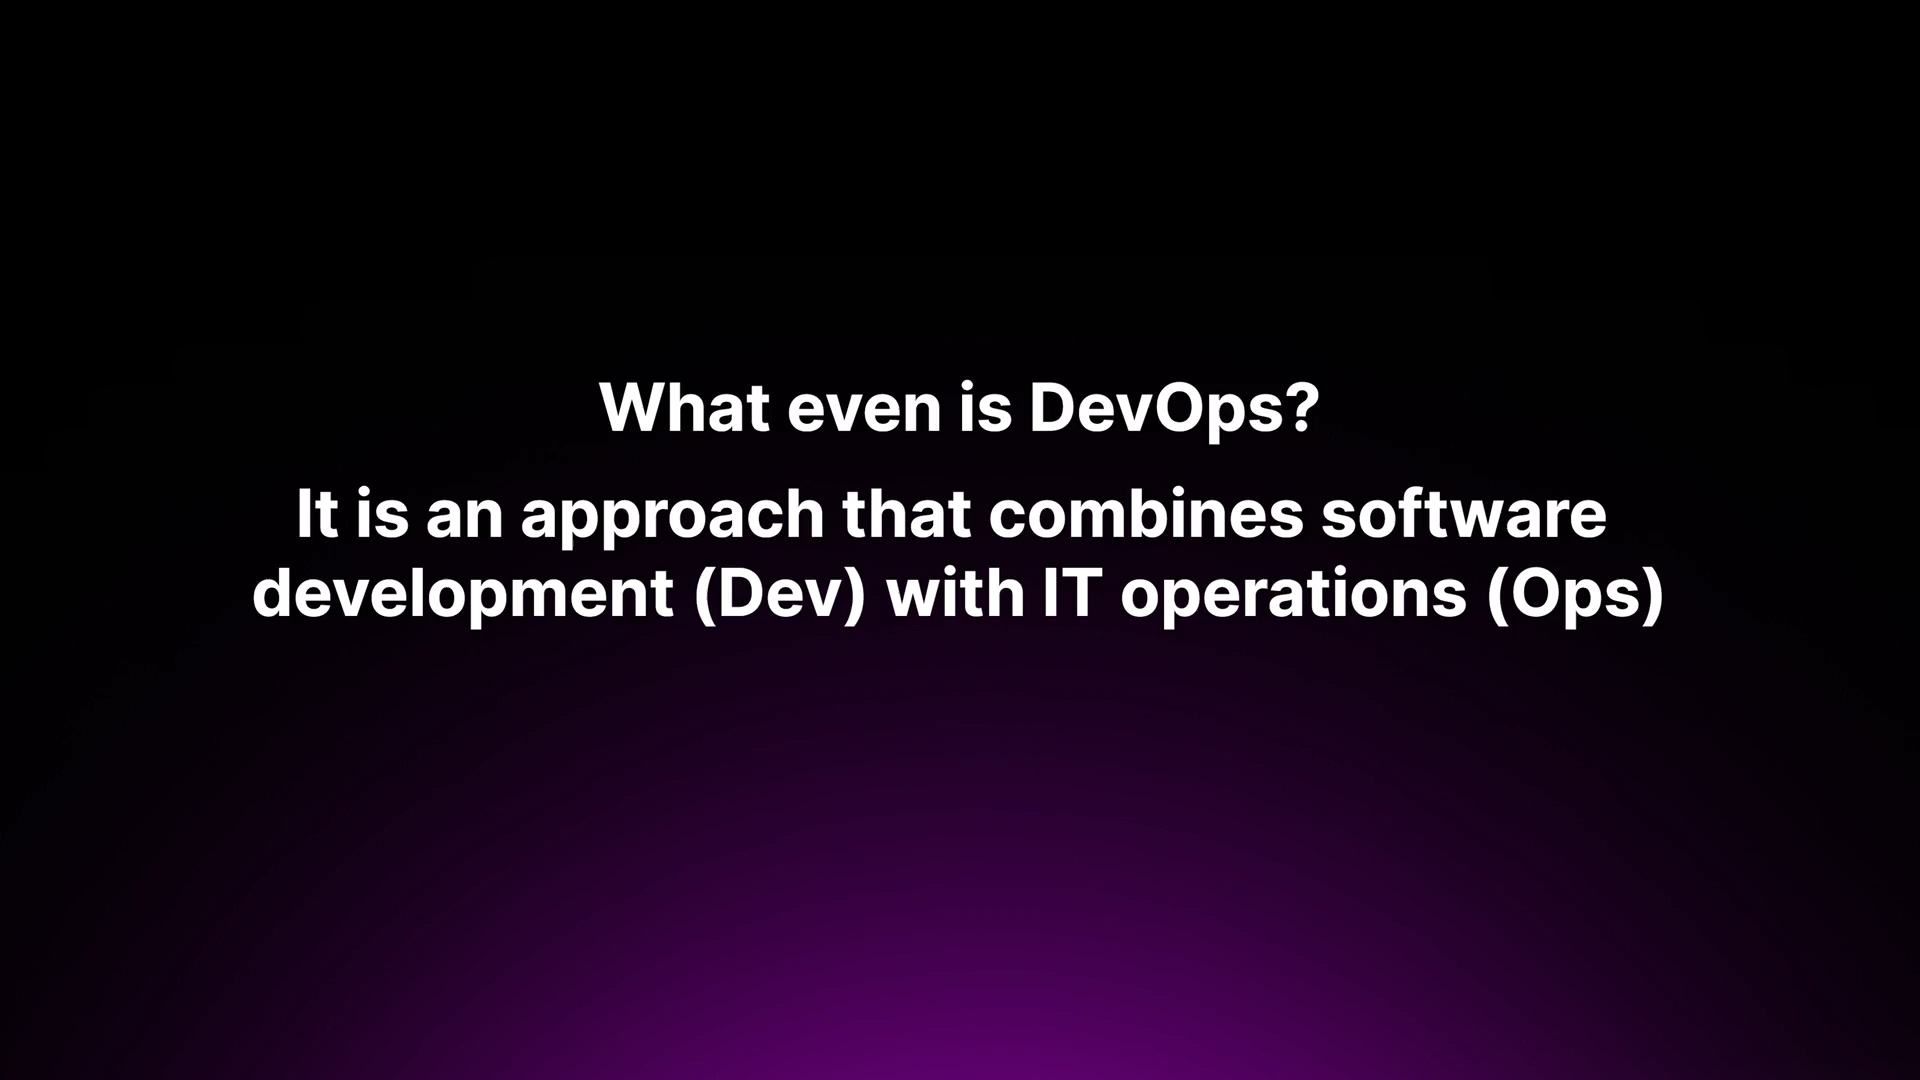 What even is DevOps?
It is an approach that combines software
development (Dev) with IT operations (Ops)